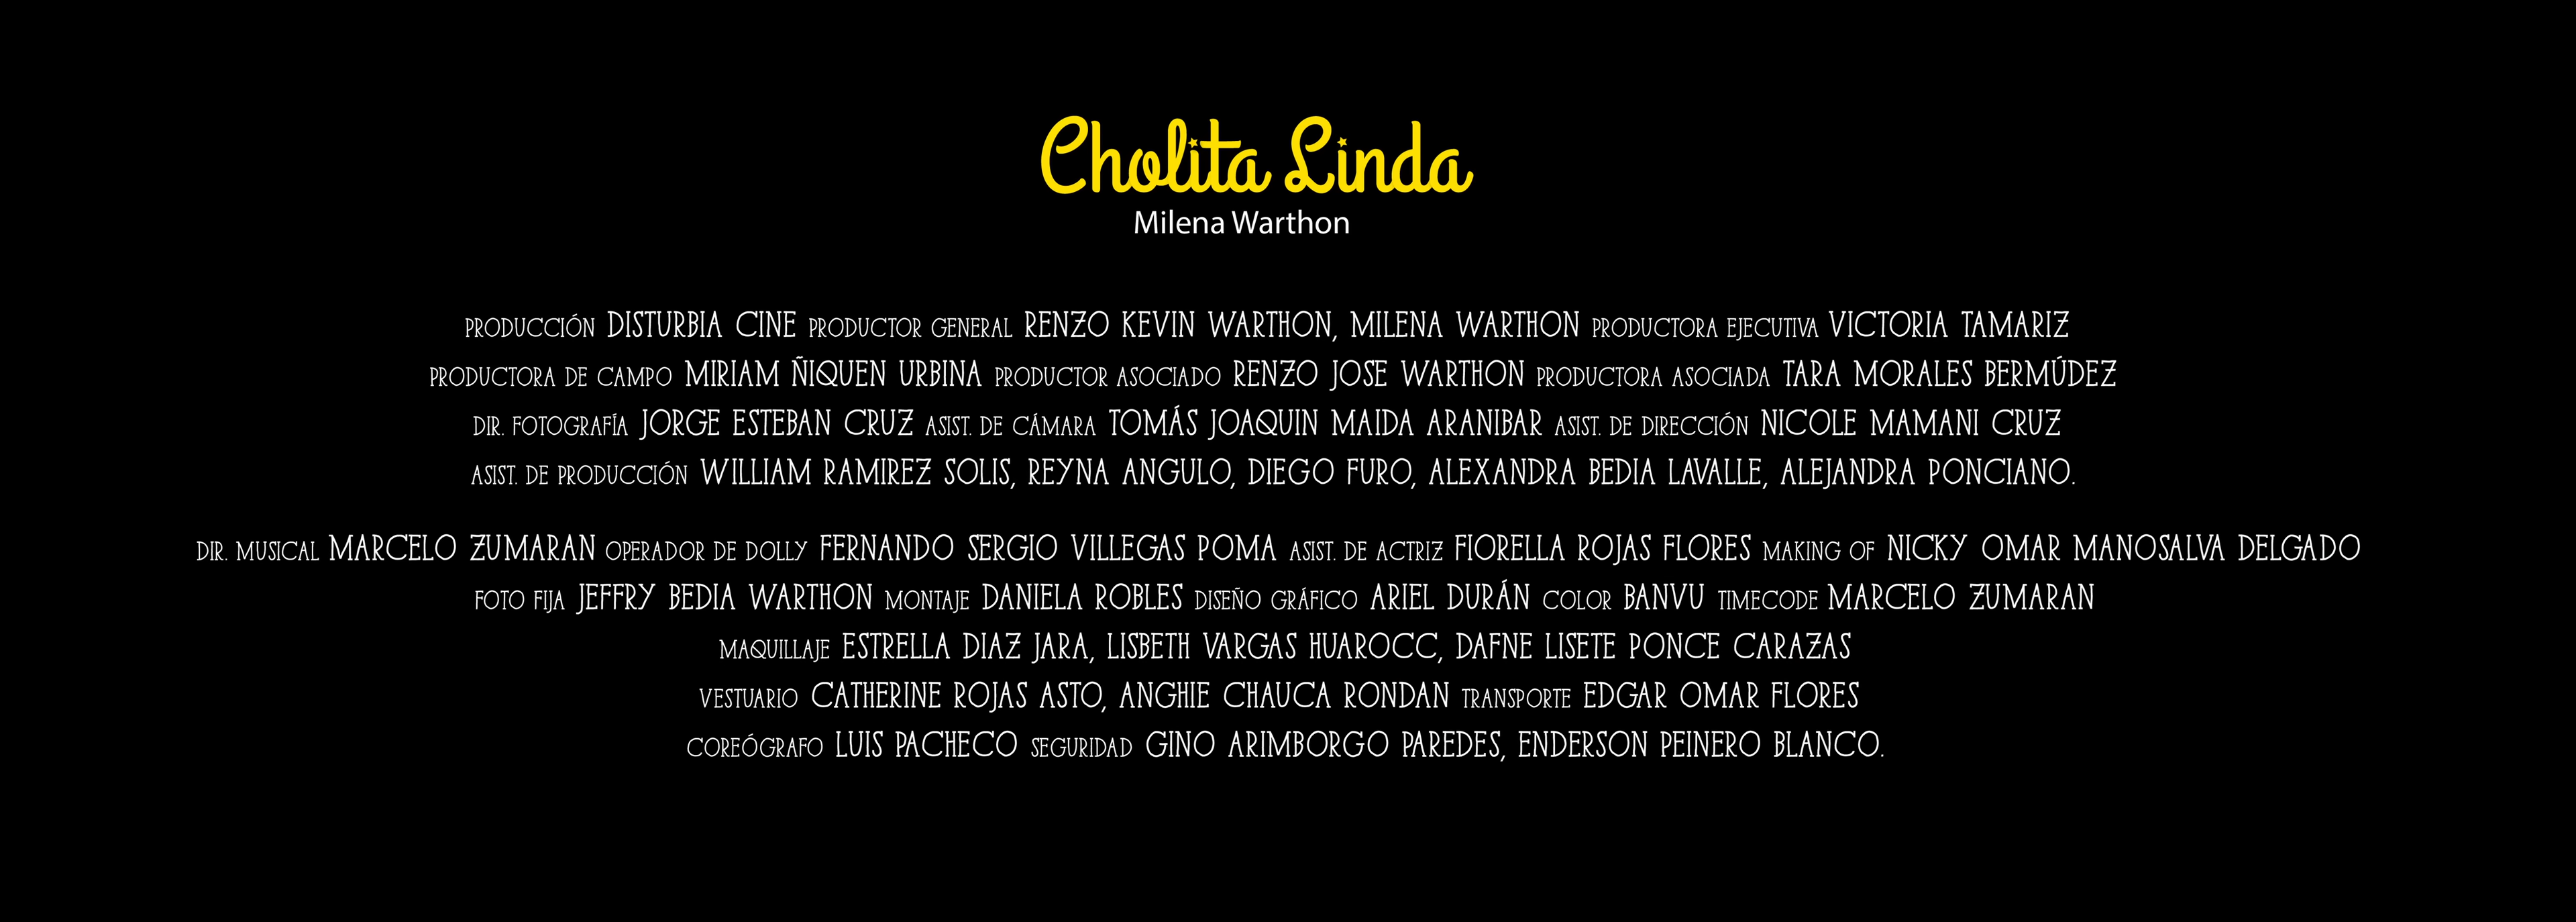 Cholita Linda
Milena Warthon
PRODUCCIÓN DISTURBIA CINE PRODUCTOR GENERAL RENZO KEVIN WARTHON, MILENA WARTHON PRODUCTORA EJECUTIVA VICTORIA TAMARIZ
PRODUCTORA DE CAMPO MIRIAM ÑIQUEN URBINA PRODUCTOR ASOCIADO RENZO JOSE WARTHON PRODUCTORA ASOCIADA TARA MORALES BERMÚDEZ
DIR. FOTOGRAFÍA JORGE ESTEBAN CRUZ ASIST. DE CÁMARA TOMÁS JOAQUIN MAIDA ARANIBAR ASIST. DE DIRECCIÓN NICOLE MAMANI CRUZ
ASIST. DE PRODUCCIÓN WILLIAM RAMIREZ SOLIS, REYNA ANGULO, DIEGO FURO, ALEXANDRA BEDIA LAVALLE, ALEJANDRA PONCIANO.
DIR. MUSICAL MARCELO ZUMARAN OPERADOR DE DOLLY FERNANDO SERGIO VILLEGAS POMA ASIST. DE ACTRIZ FIORELLA ROJAS FLORES MAKING OF NICKY OMAR MANOSALVA DELGADO
FOTO FIJA JEFFRY BEDIA WARTHON MONTAJE DANIELA ROBLES DISEÑO GRÁFICO ARIEL DURÁN COLOR BANVU TIMECODE MARCELO ZUMARAN
MAQUILLAJE ESTRELLA DIAZ JARA, LISBETH VARGAS HUAROCC, DAFNE LISETE PONCE CARAZAS
VESTUARIO CATHERINE ROJAS ASTO, ANGHIE CHAUCA RONDAN TRANSPORTE EDGAR OMAR FLORES
COREÓGRAFO LUIS PACHECO SEGURIDAD GINO ARIMBORGO PAREDES, ENDERSON PEINERO BLANCO.